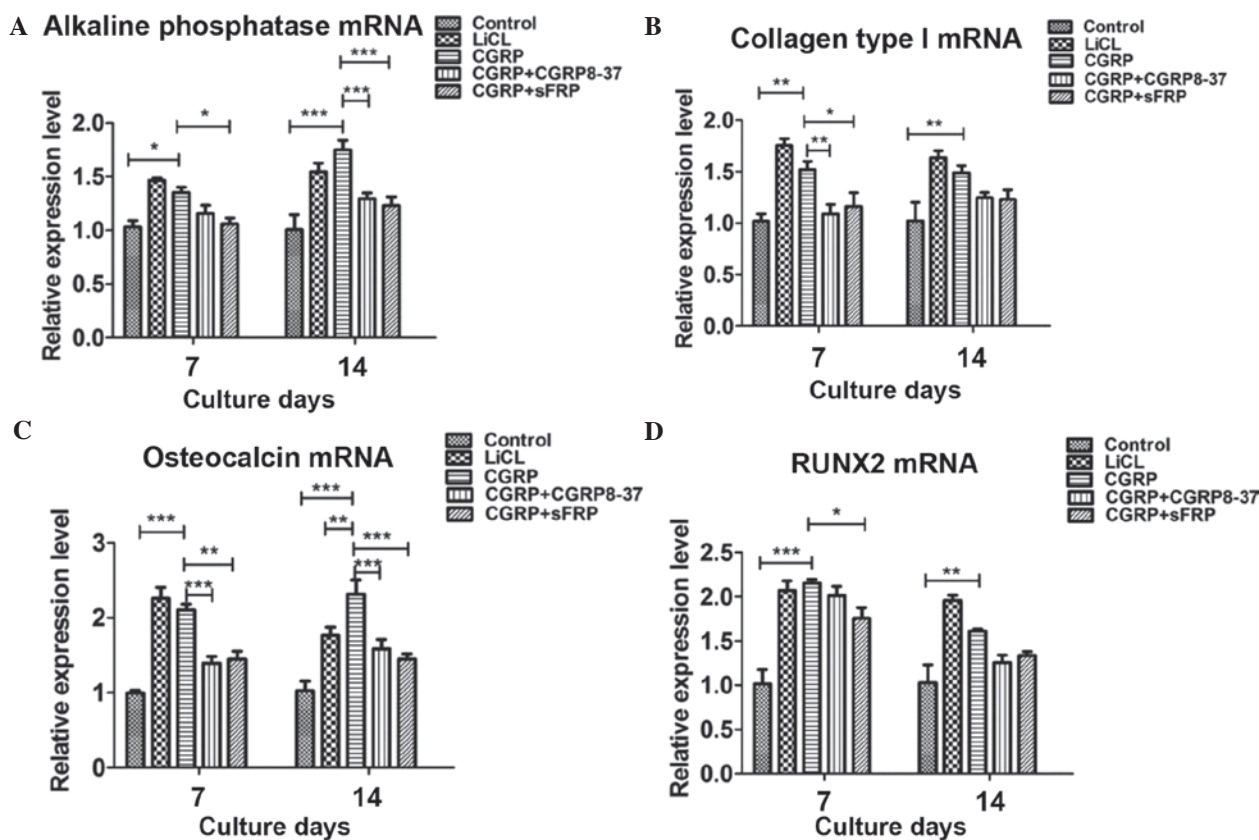 A Alkaline phosphatase mRNA
Control
LiCL
CGRP
CGRP+CGRP8-37
CGRP+sFRP
***
***
***
*
*
Relative expression level
2.0
1.5
1.0
0.5
0.0
7 14
Culture days
B Collagen type I mRNA
Control
LiCL
CGRP
CGRP+CGRP8-37
CGRP+sFRP
**
*
**
**
Relative expression level
2.0
1.5
1.0
0.5
0.0
7 14
Culture days
C Osteocalcin mRNA
Control
LiCL
CGRP
CGRP+CGRP8-37
CGRP+sFRP
***
**
***
***
***
**
***
Relative expression level
3
2
1
0
7 14
Culture days
D RUNX2 mRNA
Control
LiCL
CGRP
CGRP+CGRP8-37
CGRP+sFRP
*
***
**
Relative expression level
2.5
2.0
1.5
1.0
0.5
0.0
7 14
Culture days